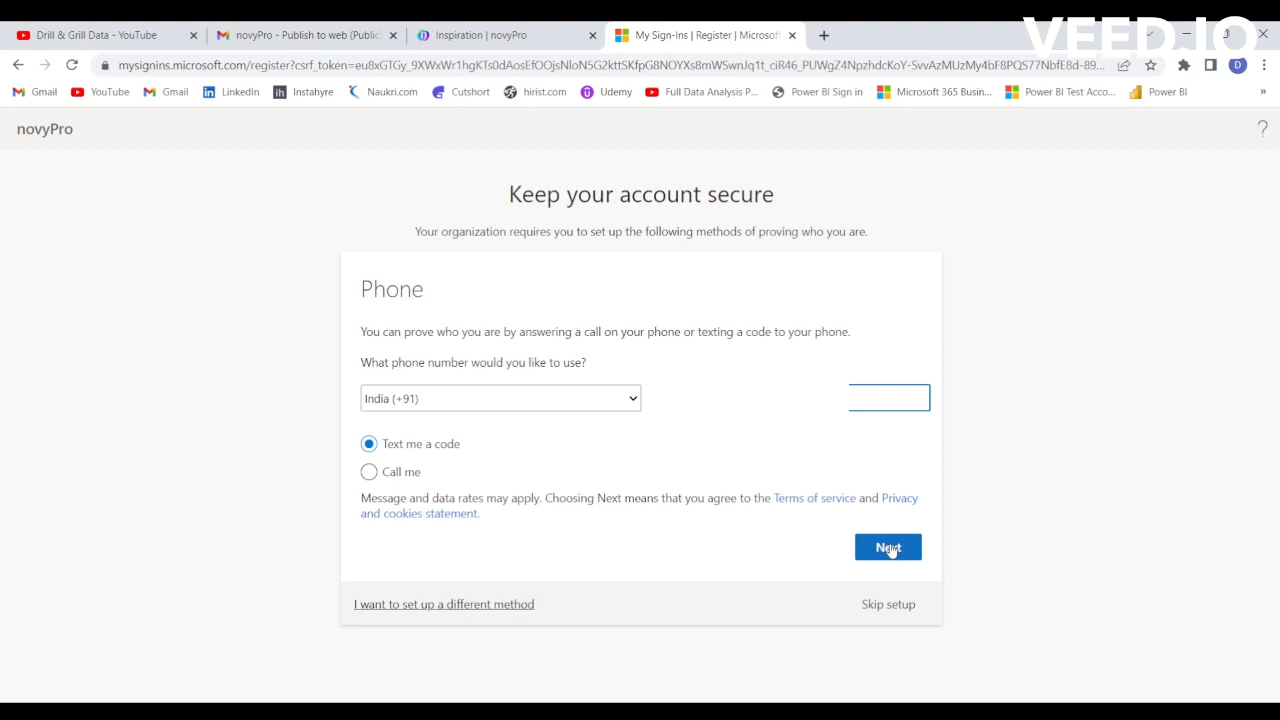 VEED.IO
Drill & Grill Data - YouTube
novyPro - Publish to web (Public
Inspiration | novyPro
My Sign-Ins | Register | Microsoft
mysignins.microsoft.com/register?csrf_token=
Gmail YouTube Gmail LinkedIn Instahyre Naukri.com Cutshort hirist.com Udemy Full Data Analysis P... Power BI Sign in Microsoft 365 Busin... Power BI Test Acco... Power BI »
novyPro ?
Keep your account secure
Your organization requires you to set up the following methods of proving who you are.
Phone
You can prove who you are by answering a call on your phone or texting a code to your phone.
What phone number would you like to use?
India (+91)
Text me a code
Call me
Message and data rates may apply. Choosing Next means that you agree to the Terms of service and Privacy
and cookies statement.
Next
I want to set up a different method Skip setup